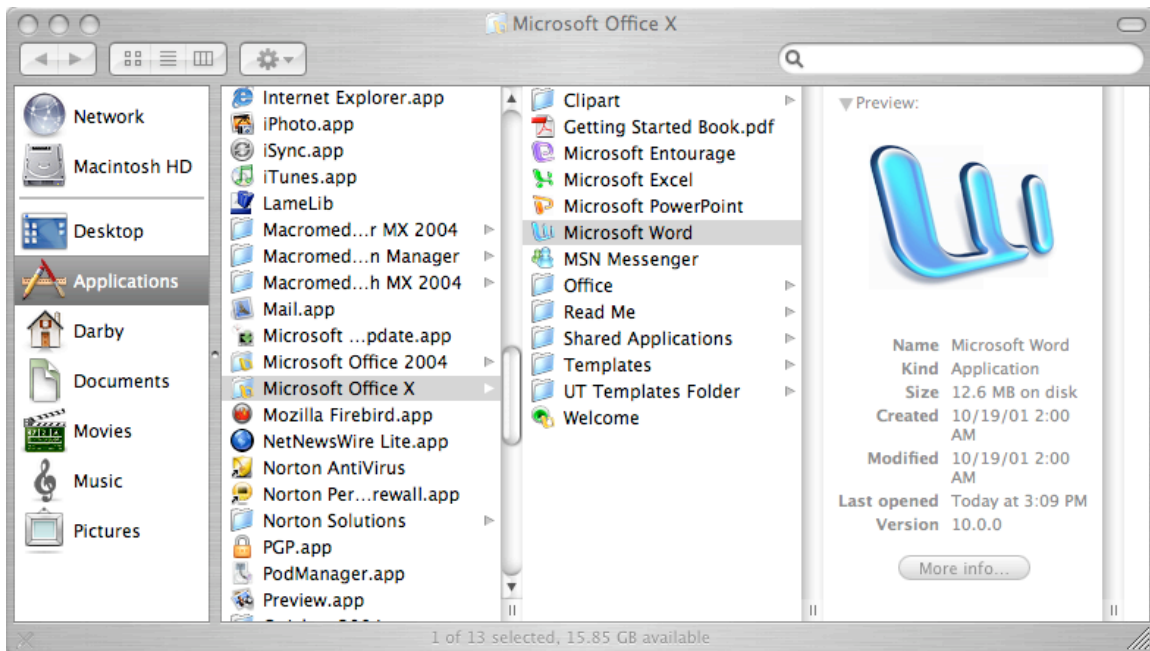 Microsoft Office X
Network
Macintosh HD
Desktop
Applications
Darby
Documents
Movies
Music
Pictures
Internet Explorer.app
iPhoto.app
iSync.app
iTunes.app
LameLib
Macromed...r MX 2004
Macromed...n Manager
Macromed...h MX 2004
Mail.app
Microsoft ...pdate.app
Microsoft Office 2004
Microsoft Office X
Mozilla Firebird.app
NetNewsWire Lite.app
Norton AntiVirus
Norton Per...rewall.app
Norton Solutions
PGP.app
PodManager.app
Preview.app
Clipart
Getting Started Book.pdf
Microsoft Entourage
Microsoft Excel
Microsoft PowerPoint
Microsoft Word
MSN Messenger
Office
Read Me
Shared Applications
Templates
UT Templates Folder
Welcome
Preview:
Name Microsoft Word
Kind Application
Size 12.6 MB on disk
Created 10/19/01 2:00
AM
Modified 10/19/01 2:00
AM
Last opened Today at 3:09 PM
Version 10.0.0
More info...
1 of 13 selected, 15.85 GB available